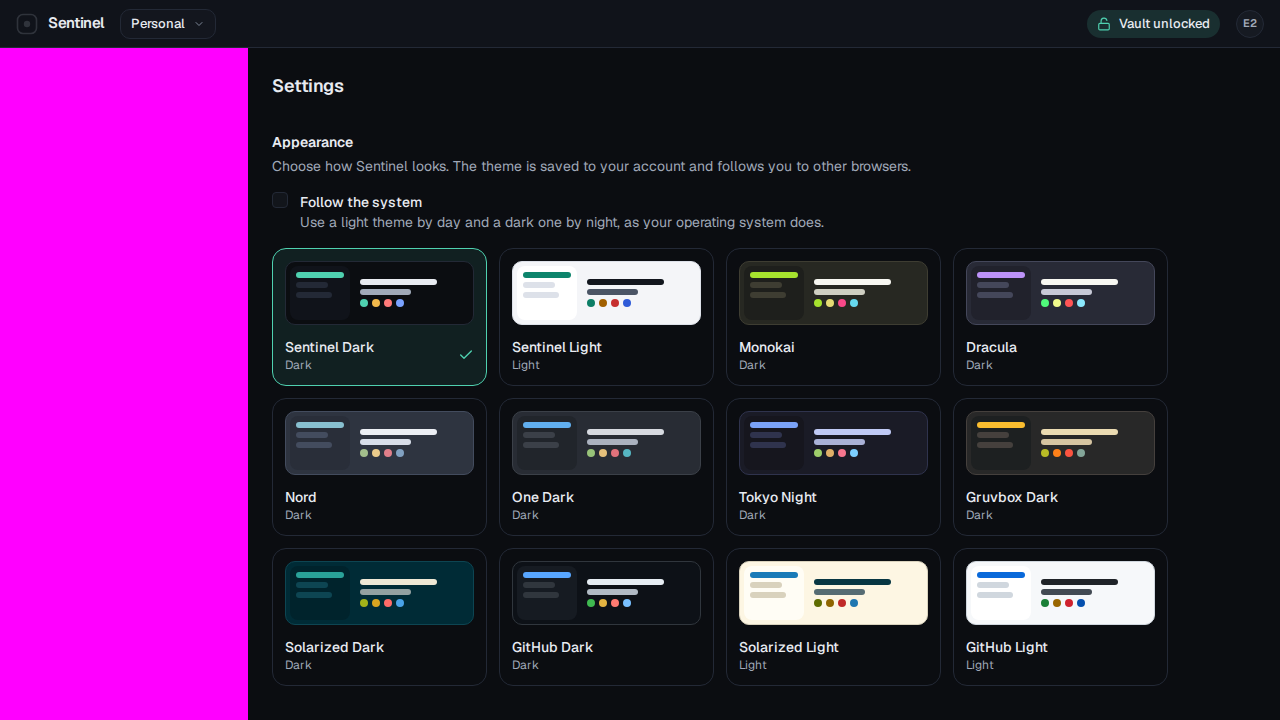 Sentinel
Personal
Vault unlocked
E2
Settings
Appearance
Choose how Sentinel looks. The theme is saved to your account and follows you to other browsers.
Follow the system
Use a light theme by day and a dark one by night, as your operating system does.
Sentinel Dark
Dark
Sentinel Light
Light
Monokai
Dark
Dracula
Dark
Nord
Dark
One Dark
Dark
Tokyo Night
Dark
Gruvbox Dark
Dark
Solarized Dark
Dark
GitHub Dark
Dark
Solarized Light
Light
GitHub Light
Light